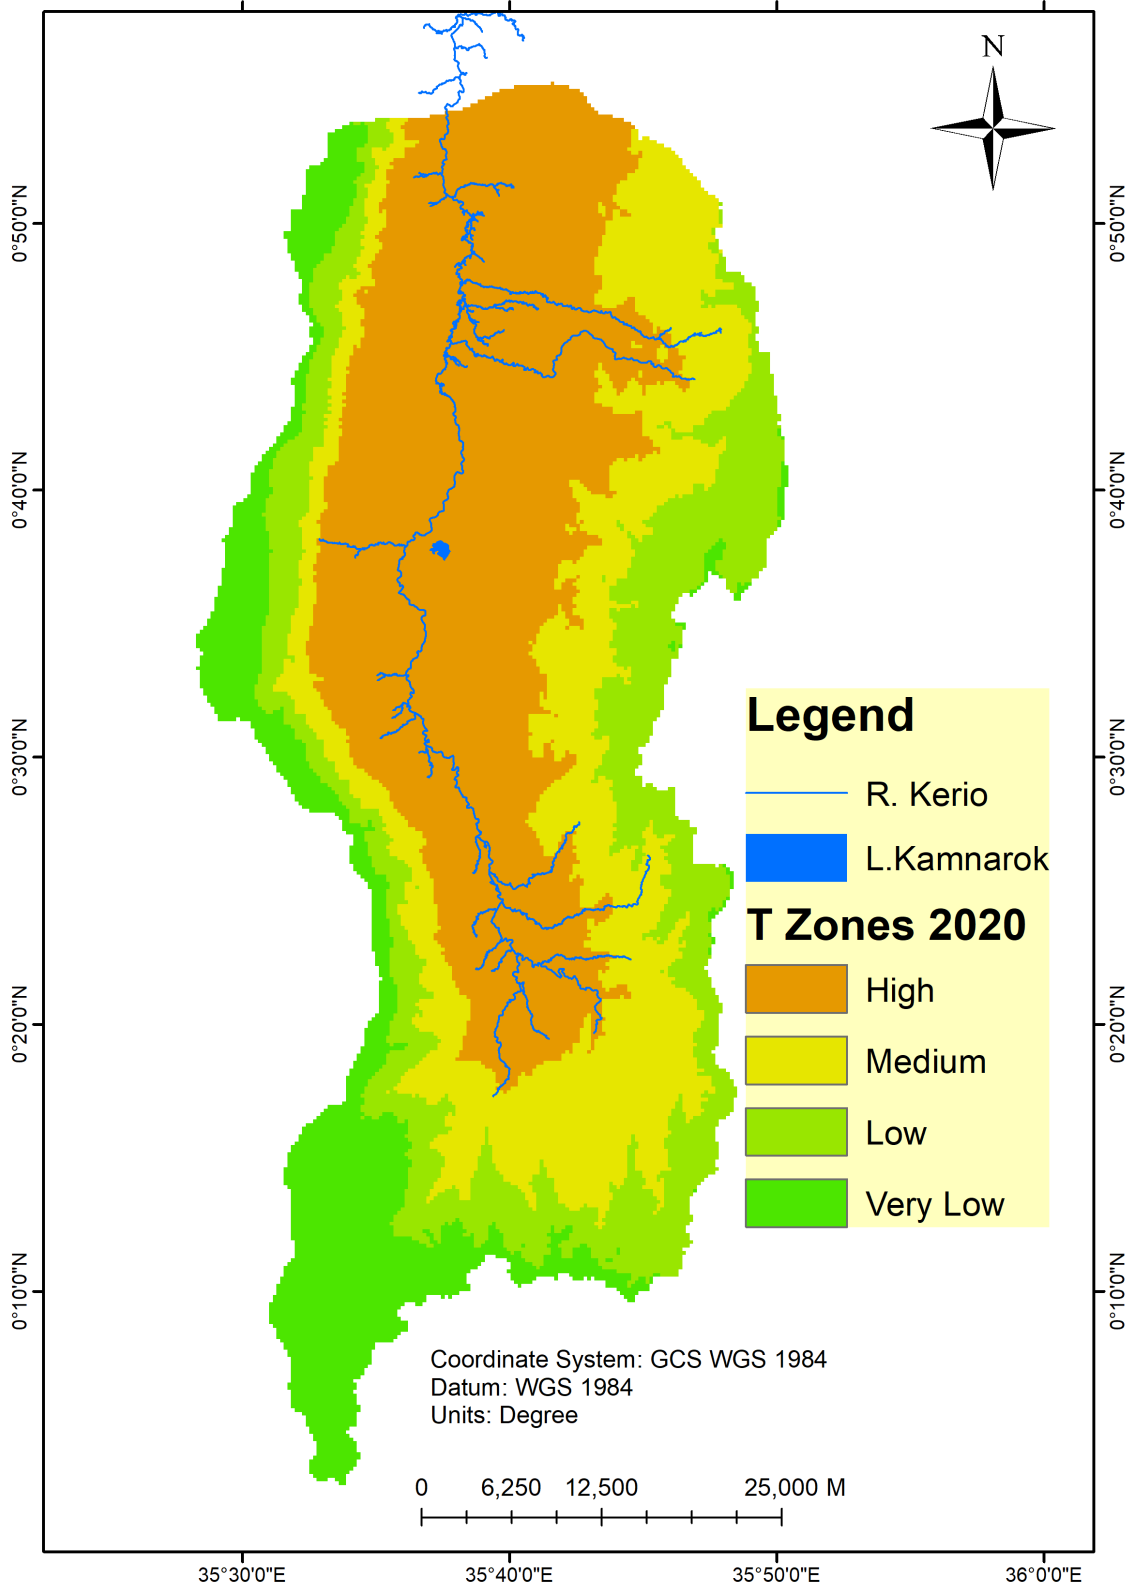 35°30'0"E
35°40'0"E
35°50'0"E
36°0'0"E
0°50'0"N
0°50'0"N
0°40'0"N
0°40'0"N
0°30'0"N
0°30'0"N
0°20'0"N
0°20'0"N
0°10'0"N
0°10'0"N
N
Legend
R. Kerio
L.Kamnarok
T Zones 2020
High
Medium
Low
Very Low
Coordinate System: GCS WGS 1984
Datum: WGS 1984
Units: Degree
0 6,250 12,500 25,000 M